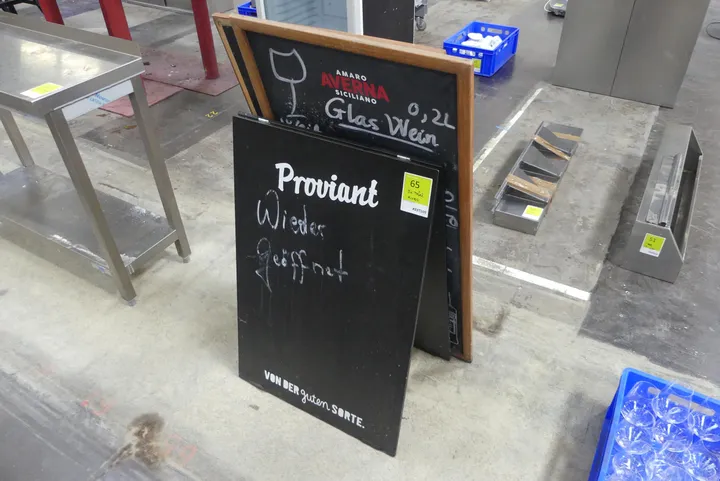 AMARO
AVERNA
SICILIANO
0,2L
Glas Wein
Proviant
65
Wieder
geöffnet
VON DER guten SORTE.